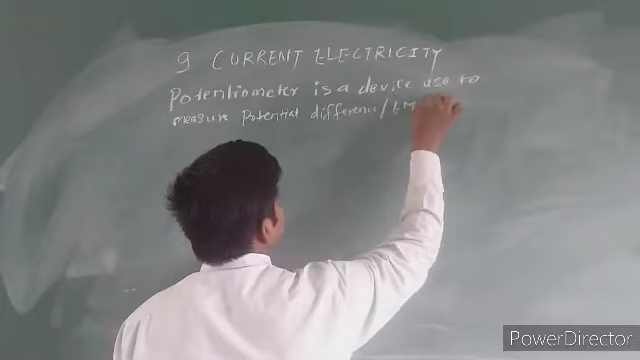 9 CURRENT ELECTRICITY
Potentiometer is a device use to
measure Potential difference/EM
PowerDirector